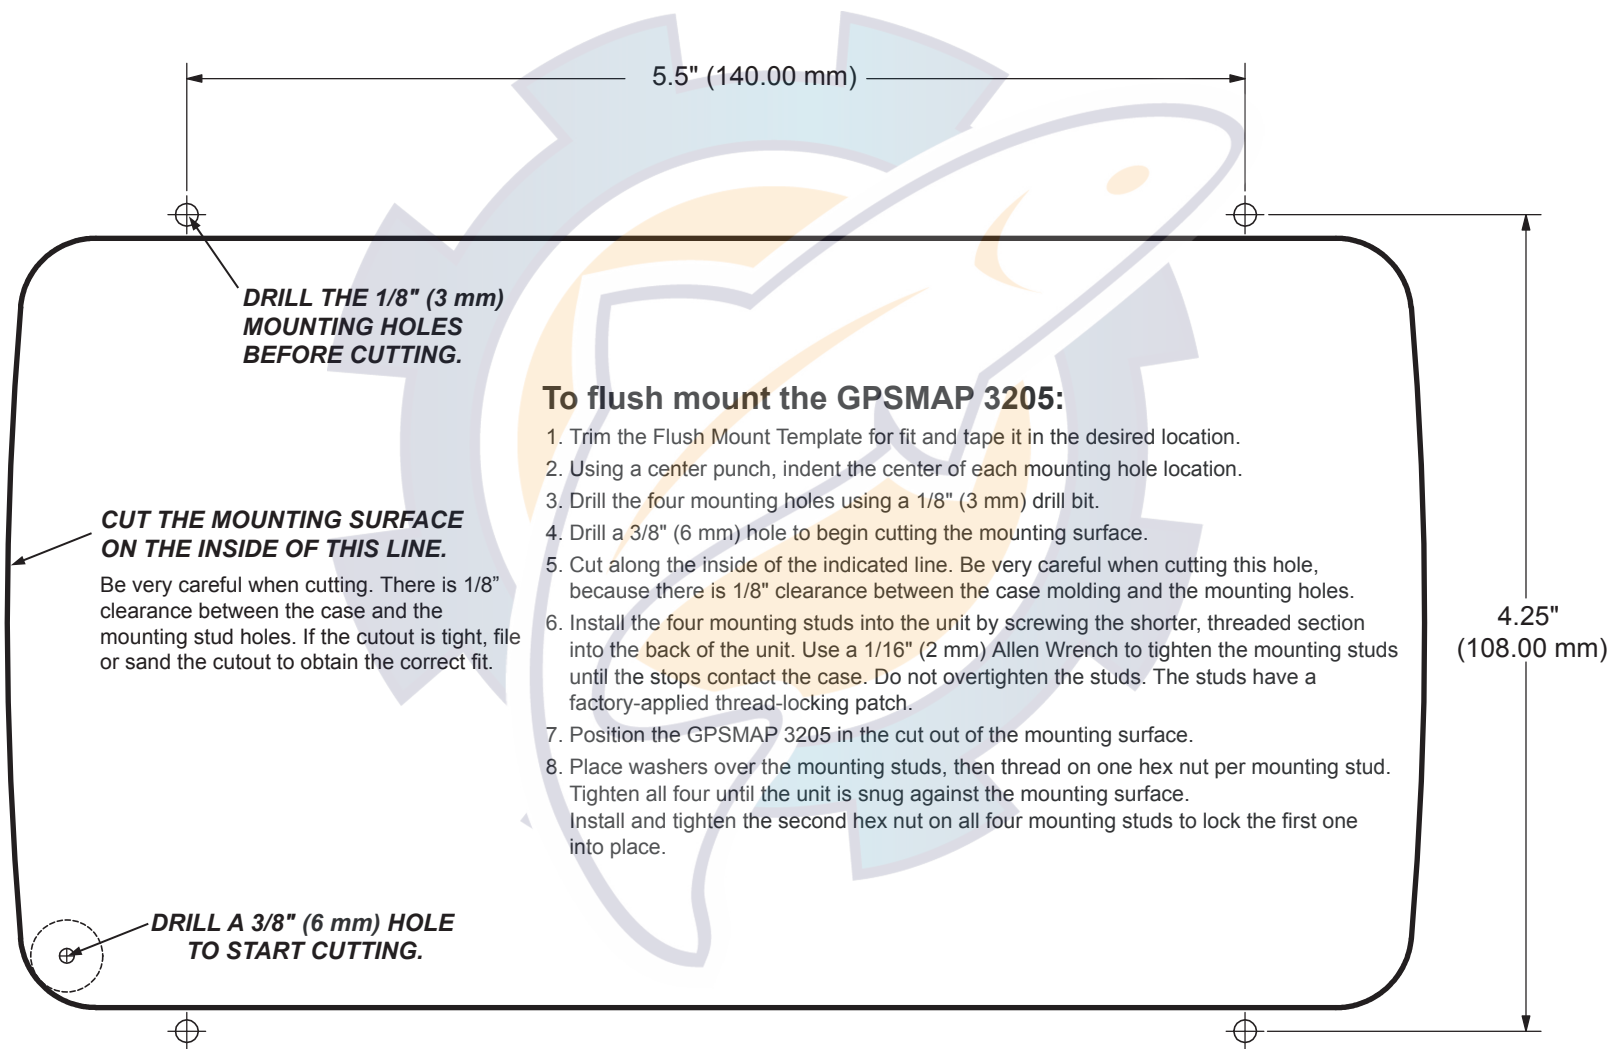 5.5" (140.00 mm)
DRILL THE 1/8" (3 mm)
MOUNTING HOLES
BEFORE CUTTING.
To flush mount the GPSMAP 3205:
1. Trim the Flush Mount Template for fit and tape it in the desired location.
2. Using a center punch, indent the center of each mounting hole location.
3. Drill the four mounting holes using a 1/8" (3 mm) drill bit.
4. Drill a 3/8" (6 mm) hole to begin cutting the mounting surface.
5. Cut along the inside of the indicated line. Be very careful when cutting this hole,
because there is 1/8" clearance between the case molding and the mounting holes.
6. Install the four mounting studs into the unit by screwing the shorter, threaded section
into the back of the unit. Use a 1/16" (2 mm) Allen Wrench to tighten the mounting studs
until the stops contact the case. Do not overtighten the studs. The studs have a
factory-applied thread-locking patch.
7. Position the GPSMAP 3205 in the cut out of the mounting surface.
8. Place washers over the mounting studs, then thread on one hex nut per mounting stud.
Tighten all four until the unit is snug against the mounting surface.
Install and tighten the second hex nut on all four mounting studs to lock the first one
into place.
CUT THE MOUNTING SURFACE
ON THE INSIDE OF THIS LINE.
Be very careful when cutting. There is 1/8”
clearance between the case and the
mounting stud holes. If the cutout is tight, file
or sand the cutout to obtain the correct fit.
4.25"
(108.00 mm)
DRILL A 3/8" (6 mm) HOLE
TO START CUTTING.